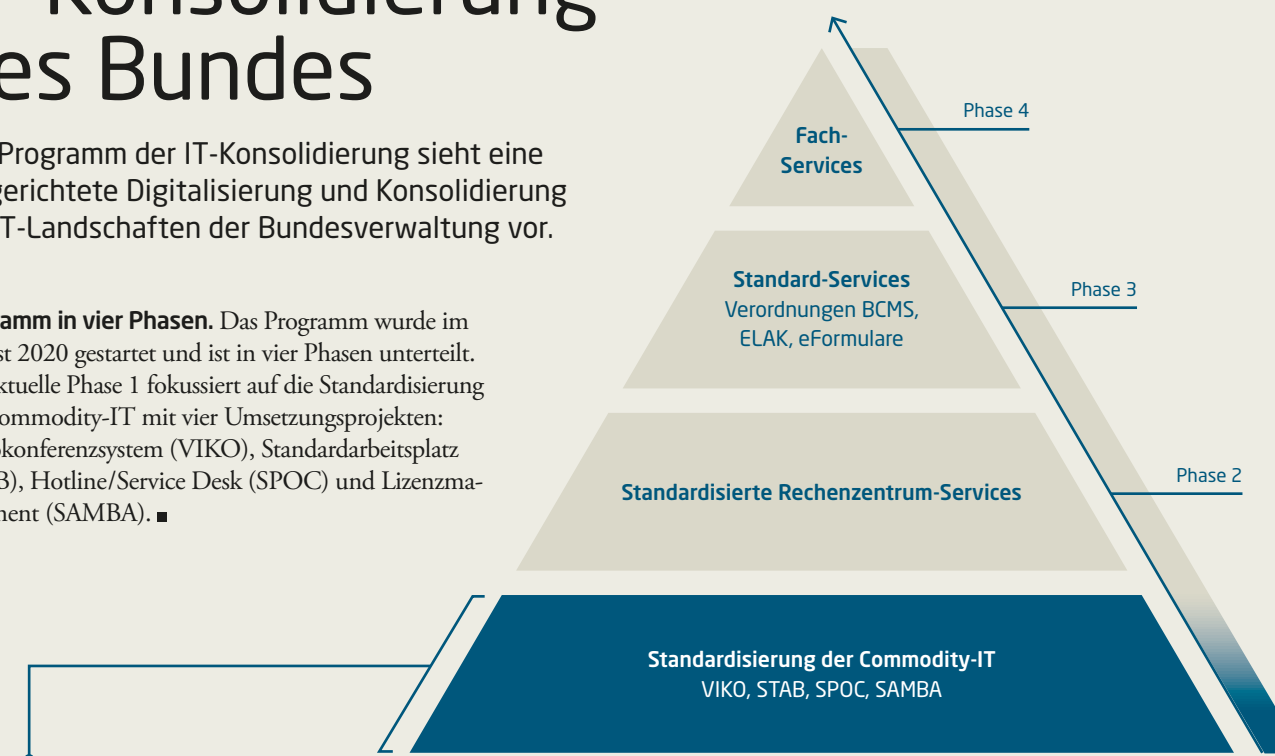 Konsolidierung
es Bundes
Programm der IT-Konsolidierung sieht eine
gerichtete Digitalisierung und Konsolidierung
T-Landschaften der Bundesverwaltung vor.
amm in vier Phasen. Das Programm wurde im
st 2020 gestartet und ist in vier Phasen unterteilt.
ktuelle Phase 1 fokussiert auf die Standardisierung
ommodity-IT mit vier Umsetzungsprojekten:
okonferenzsystem (VIKO), Standardarbeitsplatz
B), Hotline/Service Desk (SPOC) und Lizenzma-
nent (SAMBA).
Phase 4
Fach-
Services
Phase 3
Standard-Services
Verordnungen BCMS,
ELAK, eFormulare
Phase 2
Standardisierte Rechenzentrum-Services
Standardisierung der Commodity-IT
VIKO, STAB, SPOC, SAMBA